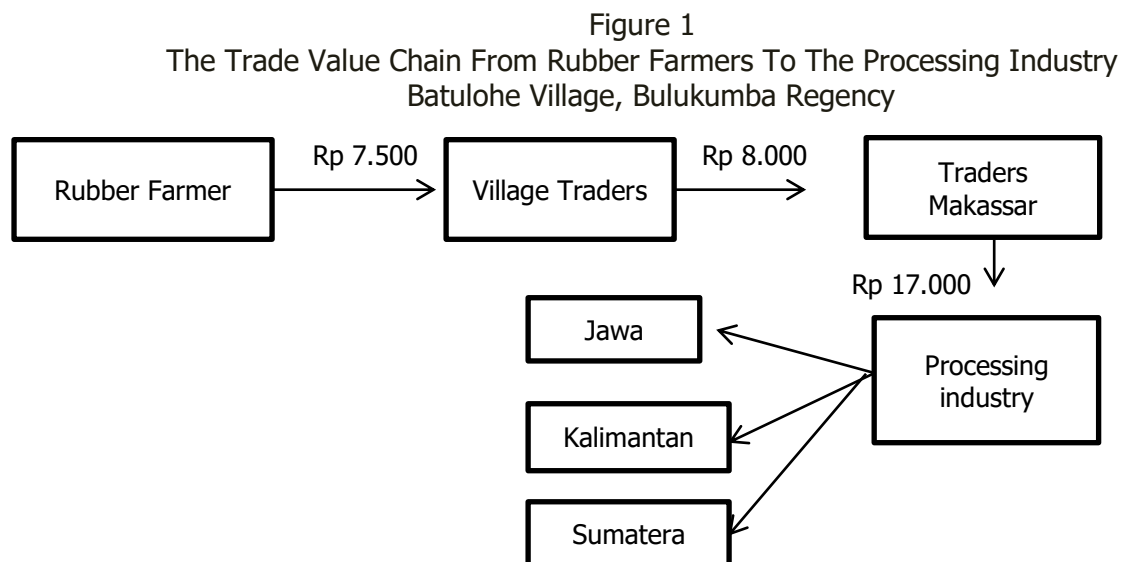 Figure 1
The Trade Value Chain From Rubber Farmers To The Processing Industry
Batulohe Village, Bulukumba Regency
Rubber Farmer
Rp 7.500
Village Traders
Rp 8.000
Traders
Makassar
Rp 17.000
Processing
industry
Jawa
Kalimantan
Sumatera